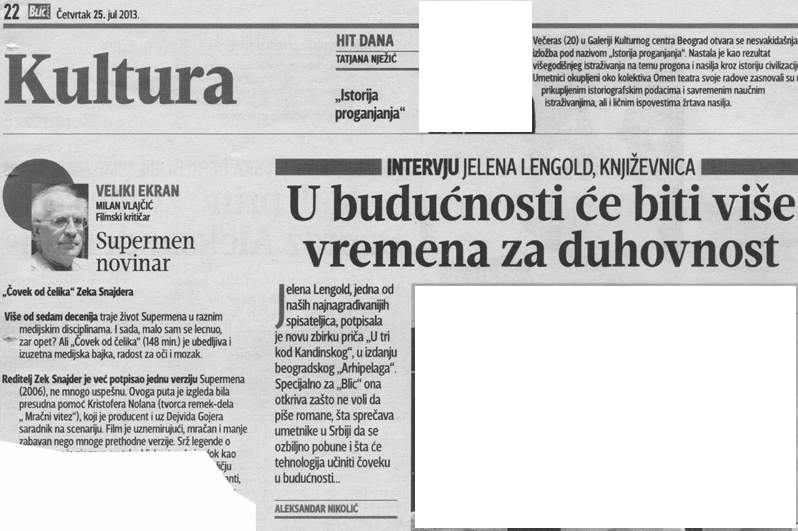 22 Blic Četvrtak 25. jul 2013.
Kultura
HIT DANA
TATJANA NJEŽIĆ
„Istorija
proganjanja“
Večeras (20) u Galeriji Kulturnog centra Beograd otvara se nesvakidašnja
izložba pod nazivom „Istorija proganjanja“. Nastala je kao rezultat
višegodišnjeg istraživanja na temu progona i nasilja kroz istoriju civilizacije
Umetnici okupljeni oko kolektiva Omen teatra svoje radove zasnovali su
prikupljenim istoriografskim podacima i savremenim naučnim
istraživanjima, ali i ličnim ispovestima žrtava nasilja.
VELIKI EKRAN
MILAN VLAJČIĆ
Filmski kritičar
Supermen
novinar
„Čovek od čelika“ Zeka Snajdera
Više od sedam decenija traje život Supermena u raznim
medijskim disciplinama. I sada, malo sam se lecnuo,
zar opet? Ali „Čovek od čelika“ (148 min.) je ubedljiva i
izuzetna medijska bajka, radost za oči i mozak.
Reditelj Zek Snajder je već potpisao jednu verziju Supermena
(2006), ne mnogo uspešnu. Ovoga puta je izgleda bila
presudna pomoć Kristofera Nolana (tvorca remek-dela
„Mračni vitez“), koji je producent i uz Dejvida Gojera
saradnik na scenariju. Film je uznemirujući, mračan i manje
zabavan nego mnoge prethodne verzije. Srž legende o
INTERVJU JELENA LENGOLD, KNJIŽEVNICA
U budućnosti će biti više
vremena za duhovnost
Jelena Lengold, jedna od
naših najnagrađivanijih
spisateljica, potpisala
je novu zbirku priča „U tri
kod Kandinskog“, u izdanju
beogradskog „Arhipelaga“.
Specijalno za „Blic“ ona
otkriva zašto ne voli da
piše romane, šta sprečava
umetnike u Srbiji da se
ozbiljno pobune i šta će
tehnologija učiniti čoveku
u budućnosti...
ALEKSANDAR NIKOLIĆ